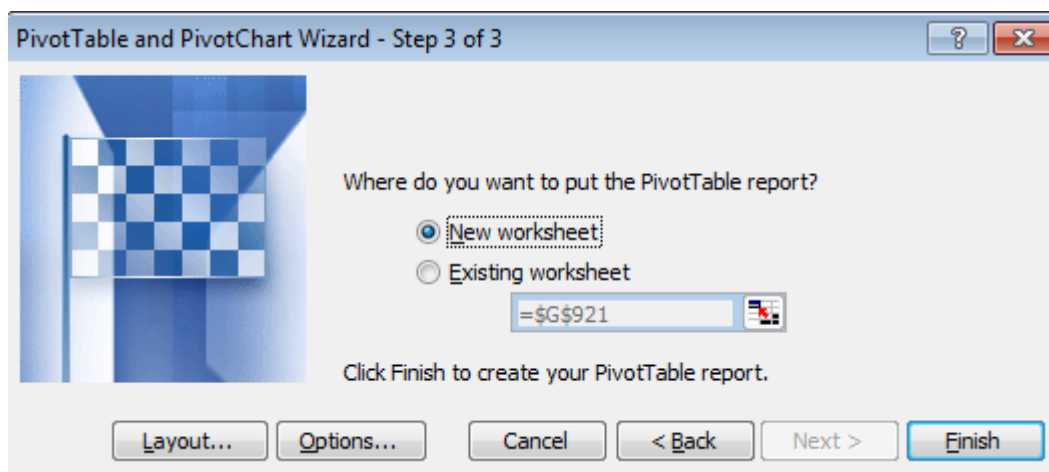 PivotTable and PivotChart Wizard - Step 3 of 3
Where do you want to put the PivotTable report?
New worksheet
Existing worksheet
=$G$921
Click Finish to create your PivotTable report.
Layout... Options... Cancel < Back Next > Finish